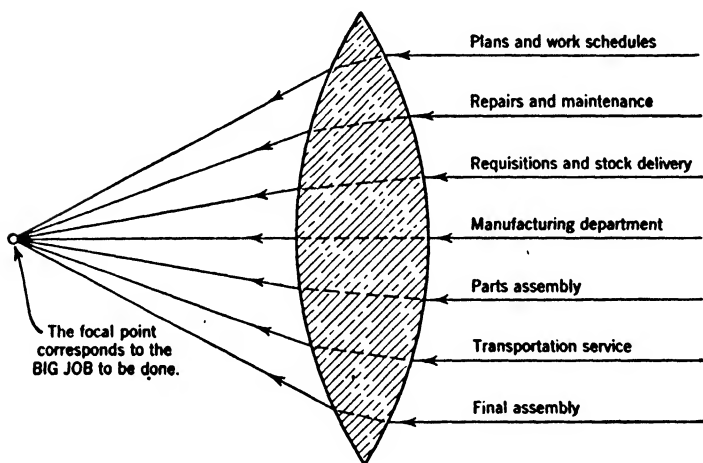 Plans and work schedules
Repairs and maintenance
Requisitions and stock delivery
Manufacturing department
Parts assembly
Transportation service
Final assembly
The focal point
corresponds to the
BIG JOB to be done.